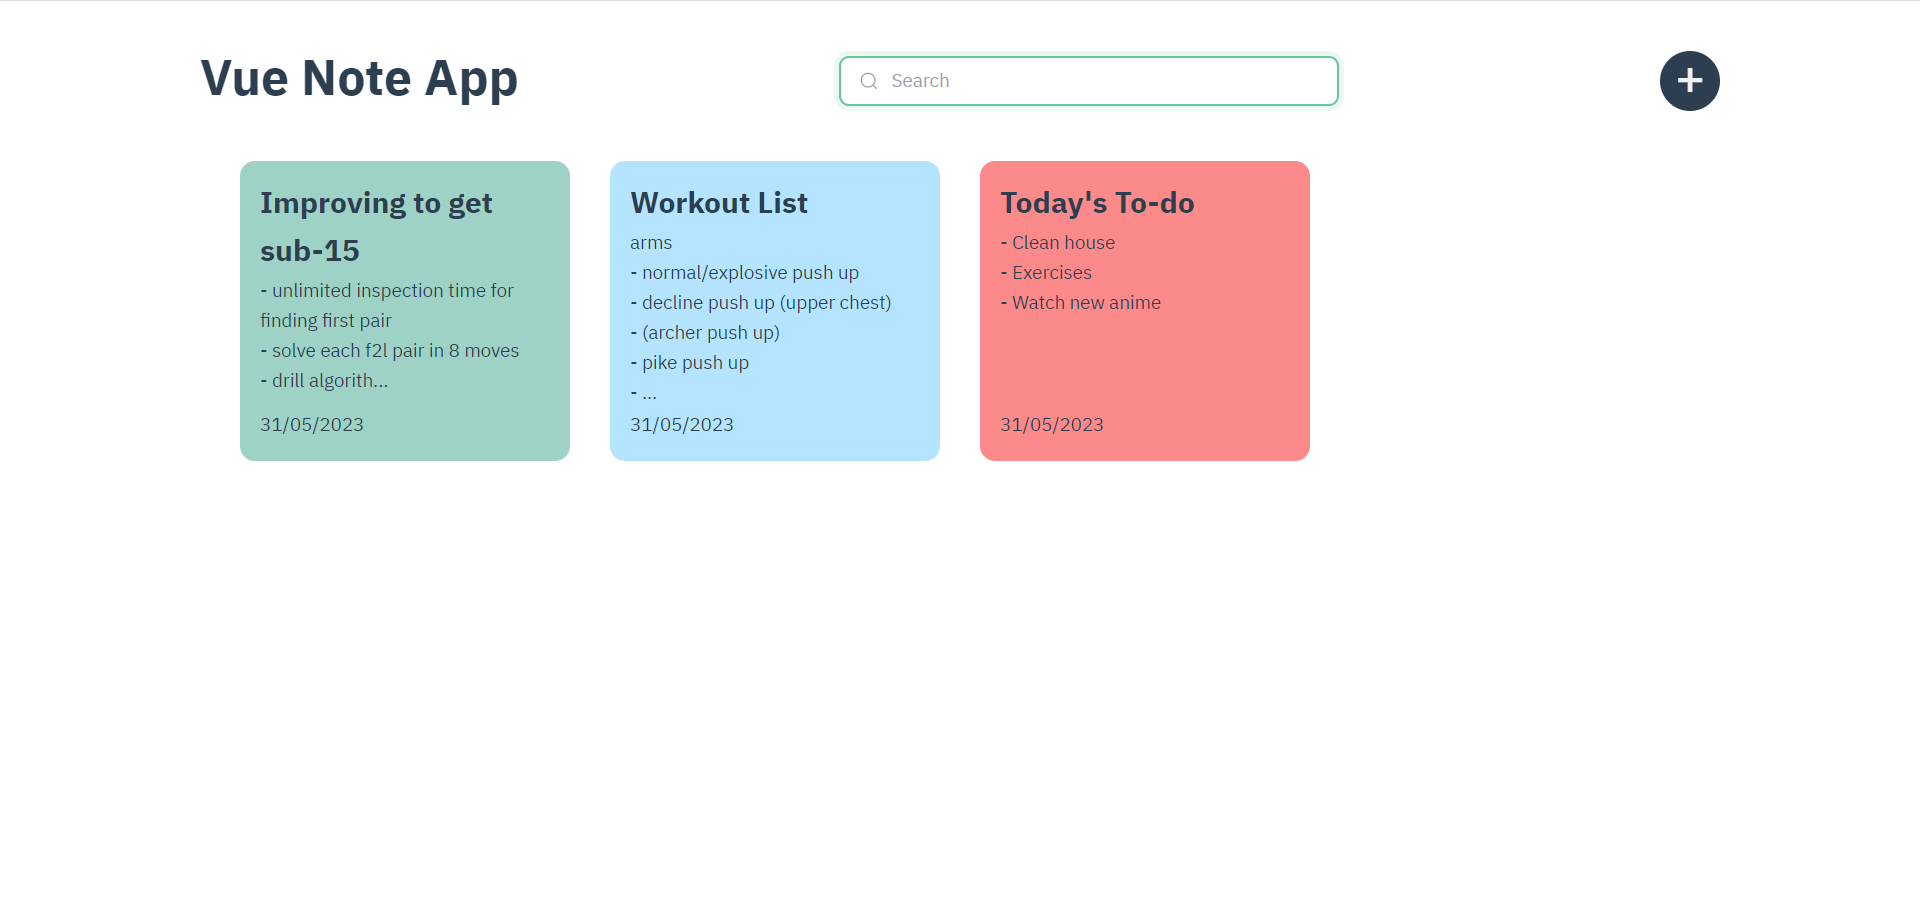 Vue Note App
Search
+
Improving to get
sub-15
- unlimited inspection time for
finding first pair
- solve each f2l pair in 8 moves
- drill algorith...
31/05/2023
Workout List
arms
- normal/explosive push up
- decline push up (upper chest)
- (archer push up)
- pike push up
- ...
31/05/2023
Today's To-do
- Clean house
- Exercises
- Watch new anime
31/05/2023